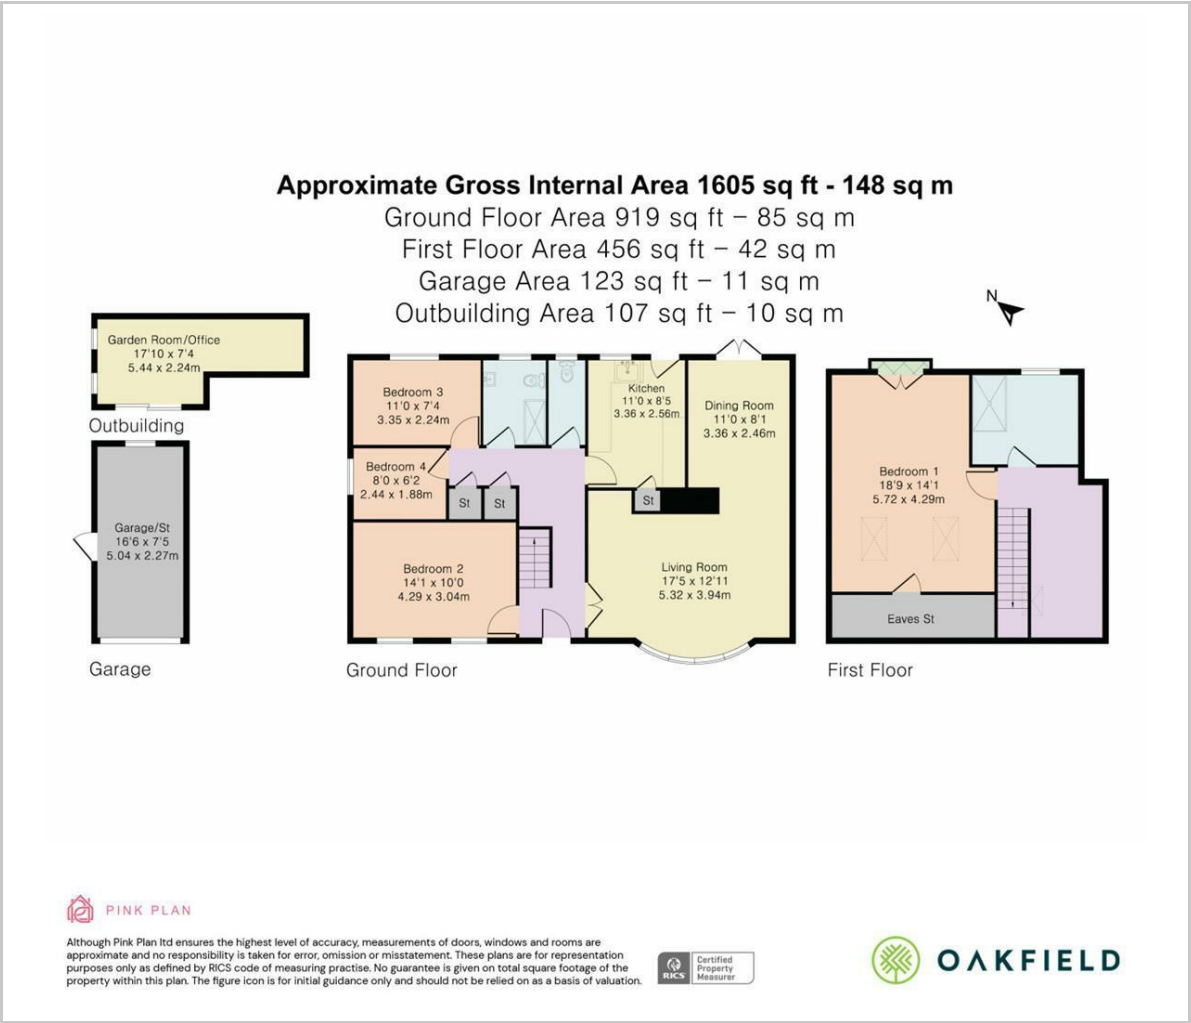 Approximate Gross Internal Area 1605 sq ft - 148 sq m
Ground Floor Area 919 sq ft – 85 sq m
First Floor Area 456 sq ft – 42 sq m
Garage Area 123 sq ft – 11 sq m
Outbuilding Area 107 sq ft – 10 sq m
N
Garden Room/Office
17'10 x 7'4
5.44 x 2.24m
Outbuilding
Garage/St
16'6 x 7'5
5.04 x 2.27m
Garage
Bedroom 3
11'0 x 7'4
3.35 x 2.24m
Bedroom 4
8'0 x 6'2
2.44 x 1.88m
St
St
Bedroom 2
14'1 x 10'0
4.29 x 3.04m
Kitchen
11'0 x 8'5
3.36 x 2.56m
Dining Room
11'0 x 8'1
3.36 x 2.46m
St
Living Room
17'5 x 12'11
5.32 x 3.94m
Ground Floor
Bedroom 1
18'9 x 14'1
5.72 x 4.29m
Eaves St
First Floor
PINK PLAN
Although Pink Plan ltd ensures the highest level of accuracy, measurements of doors, windows and rooms are
approximate and no responsibility is taken for error, omission or misstatement. These plans are for representation
purposes only as defined by RICS code of measuring practise. No guarantee is given on total square footage of the
property within this plan. The figure icon is for initial guidance only and should not be relied on as a basis of valuation.
RICS
Certified
Property
Measurer
OAKFIELD